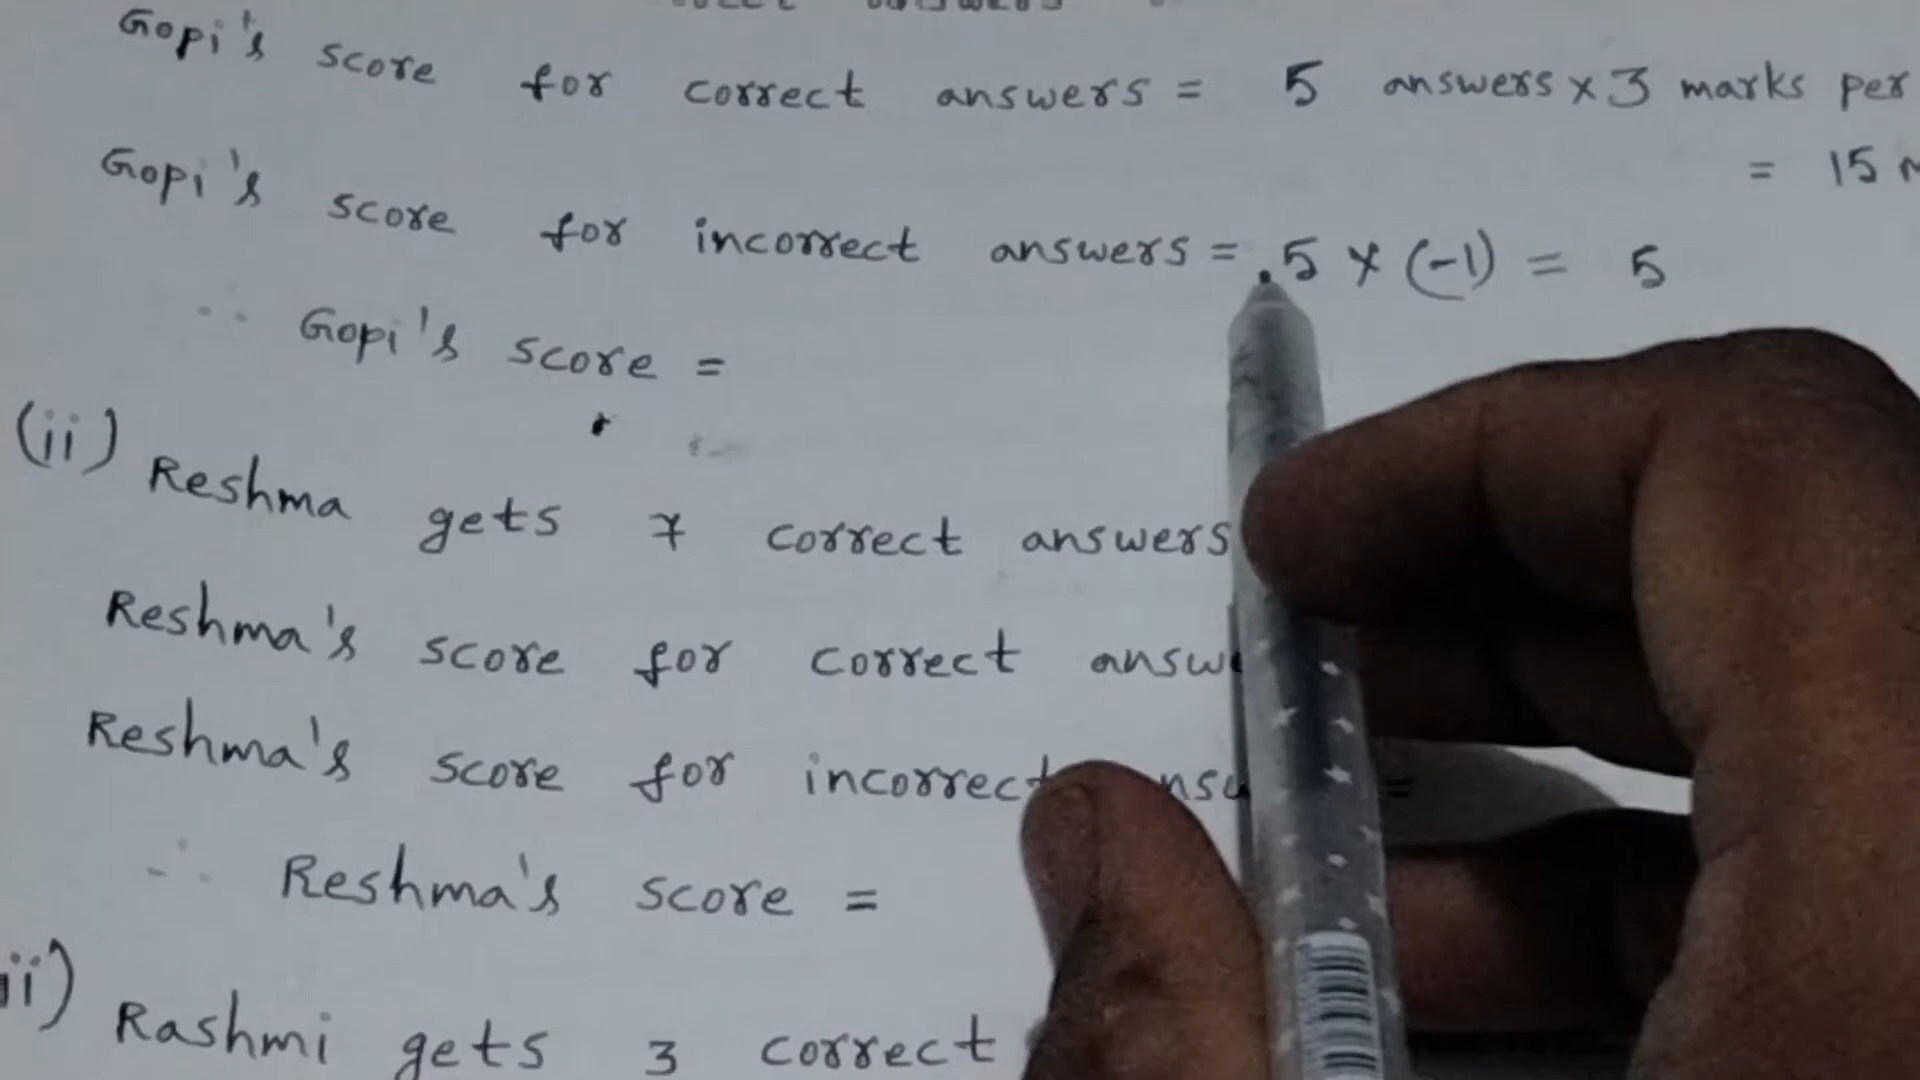 Gopi's score for correct answers = 5 answers × 3 marks per
= 15
Gopi's score for incorrect answers = 5 × (-1) = 5
∴ Gopi's score =
(ii) Reshma gets 7 correct answers
Reshma's score for correct
Reshma's score for incorrect =
∴ Reshma's score =
Rashmi gets 3 correct